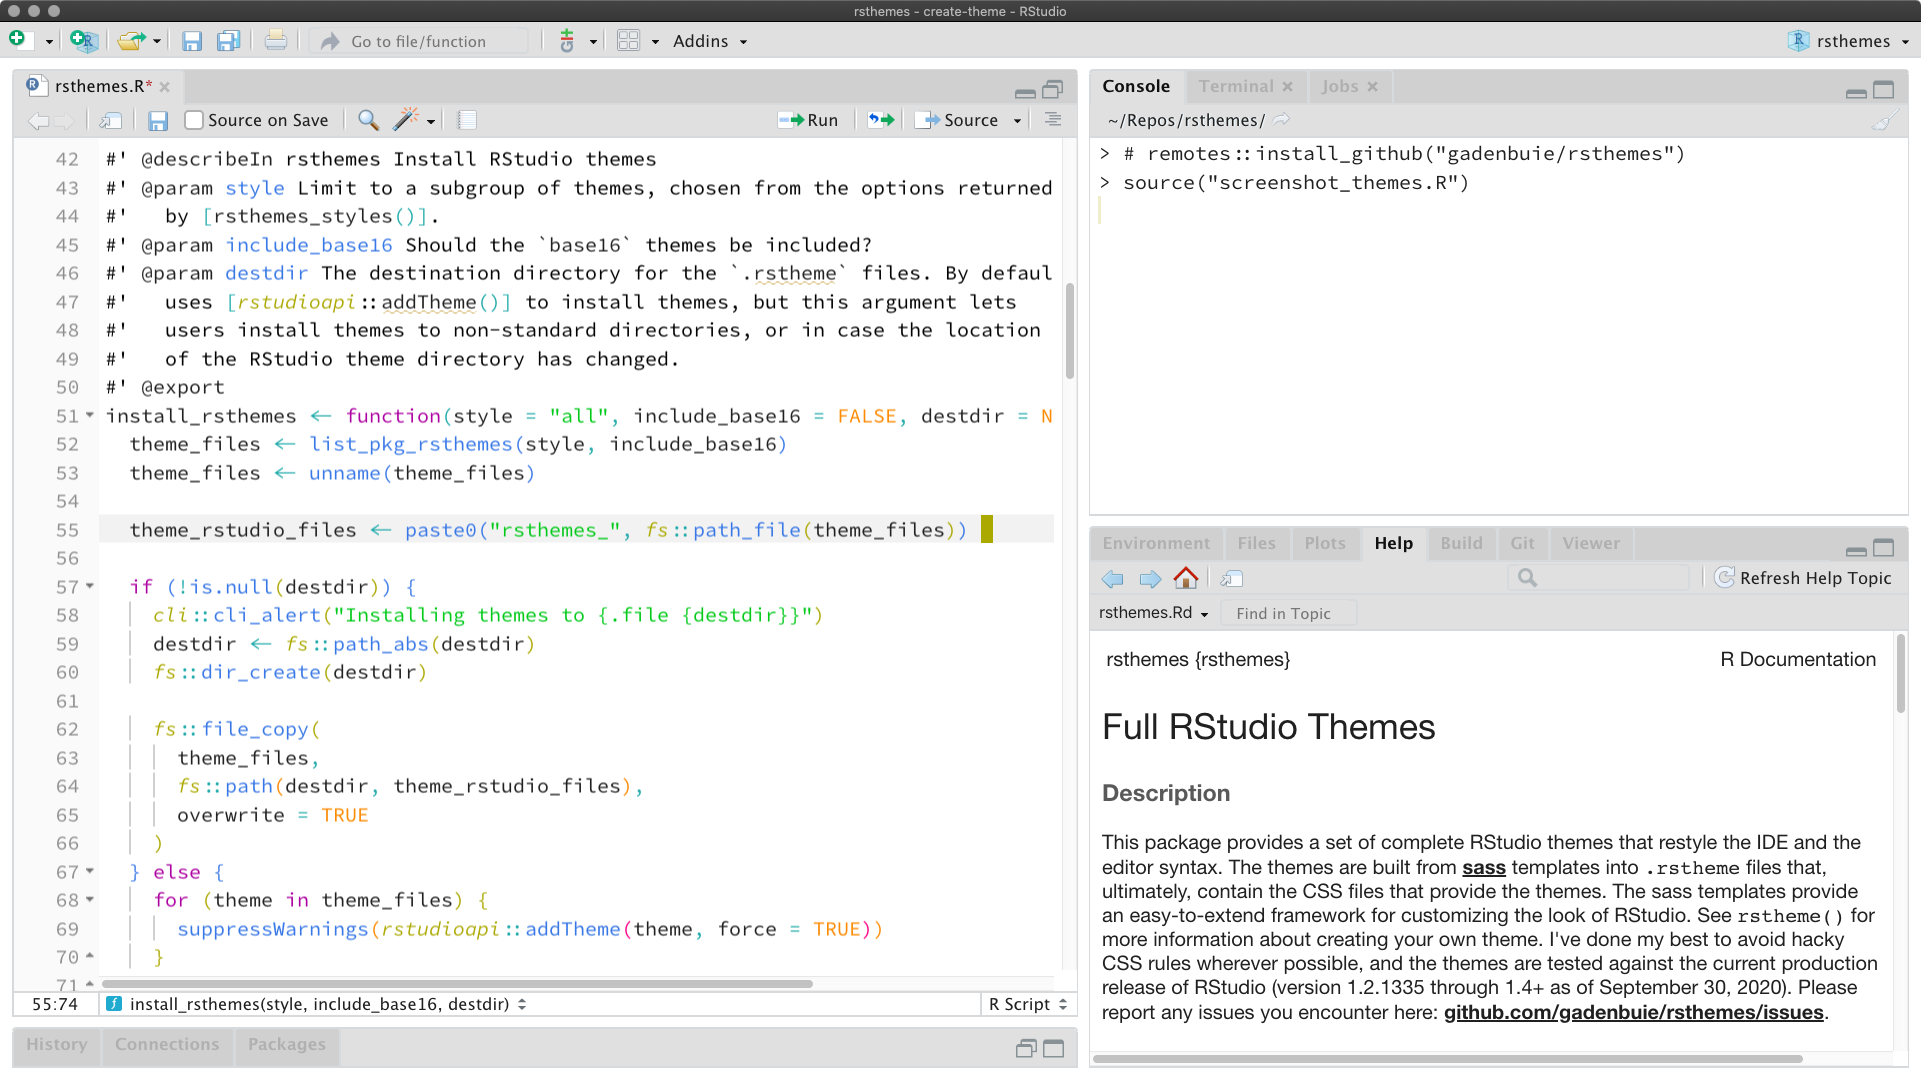 rsthemes - create-theme - RStudio
Go to file/function
Addins
rsthemes
rsthemes.R*
Source on Save
Run
Source
42 #' @describeIn rsthemes Install RStudio themes
43 #' @param style Limit to a subgroup of themes, chosen from the options returned
44 #'   by [rsthemes_styles()].
45 #' @param include_base16 Should the `base16` themes be included?
46 #' @param destdir The destination directory for the `.rstheme` files. By defaul
47 #'   uses [rstudioapi::addTheme()] to install themes, but this argument lets
48 #'   users install themes to non-standard directories, or in case the location
49 #'   of the RStudio theme directory has changed.
50 #' @export
51 install_rsthemes <- function(style = "all", include_base16 = FALSE, destdir = N
52   theme_files <- list_pkg_rsthemes(style, include_base16)
53   theme_files <- unname(theme_files)
54
55   theme_rstudio_files <- paste0("rsthemes_", fs::path_file(theme_files))
56
57   if (!is.null(destdir)) {
58     cli::cli_alert("Installing themes to {.file {destdir}}")
59     destdir <- fs::path_abs(destdir)
60     fs::dir_create(destdir)
61
62     fs::file_copy(
63       theme_files,
64       fs::path(destdir, theme_rstudio_files),
65       overwrite = TRUE
66     )
67   } else {
68     for (theme in theme_files) {
69       suppressWarnings(rstudioapi::addTheme(theme, force = TRUE))
70     }
71
55:74
install_rsthemes(style, include_base16, destdir)
R Script
History
Connections
Packages
Console
Terminal
Jobs
~/Repos/rsthemes/
> # remotes::install_github("gadenbuie/rsthemes")
> source("screenshot_themes.R")
Environment
Files
Plots
Help
Build
Git
Viewer
Refresh Help Topic
rsthemes.Rd
Find in Topic
rsthemes {rsthemes}
R Documentation
Full RStudio Themes
Description
This package provides a set of complete RStudio themes that restyle the IDE and the
editor syntax. The themes are built from sass templates into .rstheme files that,
ultimately, contain the CSS files that provide the themes. The sass templates provide
an easy-to-extend framework for customizing the look of RStudio. See rstheme() for
more information about creating your own theme. I've done my best to avoid hacky
CSS rules wherever possible, and the themes are tested against the current production
release of RStudio (version 1.2.1335 through 1.4+ as of September 30, 2020). Please
report any issues you encounter here: github.com/gadenbuie/rsthemes/issues.